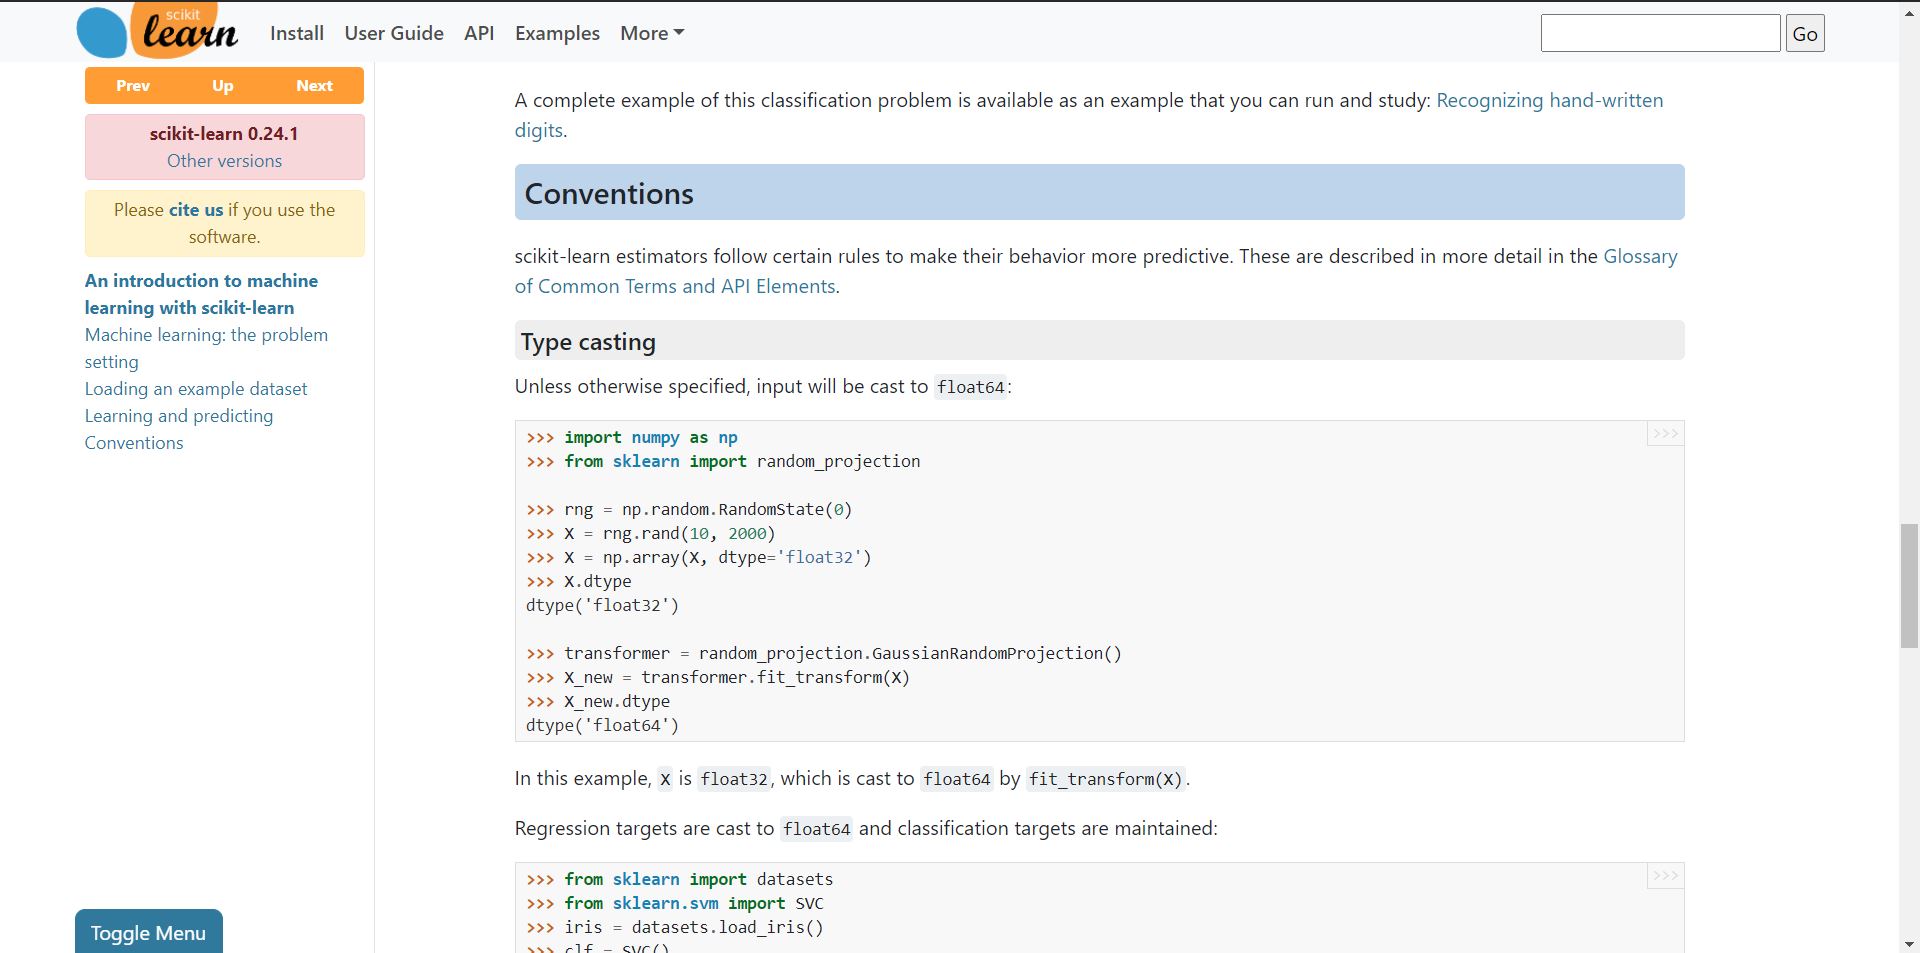 scikit
learn
Install User Guide API Examples More
Go
Prev Up Next
scikit-learn 0.24.1
Other versions
Please cite us if you use the
software.
An introduction to machine
learning with scikit-learn
Machine learning: the problem
setting
Loading an example dataset
Learning and predicting
Conventions
Toggle Menu
A complete example of this classification problem is available as an example that you can run and study: Recognizing hand-written
digits.
Conventions
scikit-learn estimators follow certain rules to make their behavior more predictive. These are described in more detail in the Glossary
of Common Terms and API Elements.
Type casting
Unless otherwise specified, input will be cast to float64:
>>>
>>> import numpy as np
>>> from sklearn import random_projection
>>> rng = np.random.RandomState(0)
>>> X = rng.rand(10, 2000)
>>> X = np.array(X, dtype='float32')
>>> X.dtype
dtype('float32')
>>> transformer = random_projection.GaussianRandomProjection()
>>> X_new = transformer.fit_transform(X)
>>> X_new.dtype
dtype('float64')
In this example, X is float32, which is cast to float64 by fit_transform(X).
Regression targets are cast to float64 and classification targets are maintained:
>>>
>>> from sklearn import datasets
>>> from sklearn.svm import SVC
>>> iris = datasets.load_iris()
>>> clf = SVC()